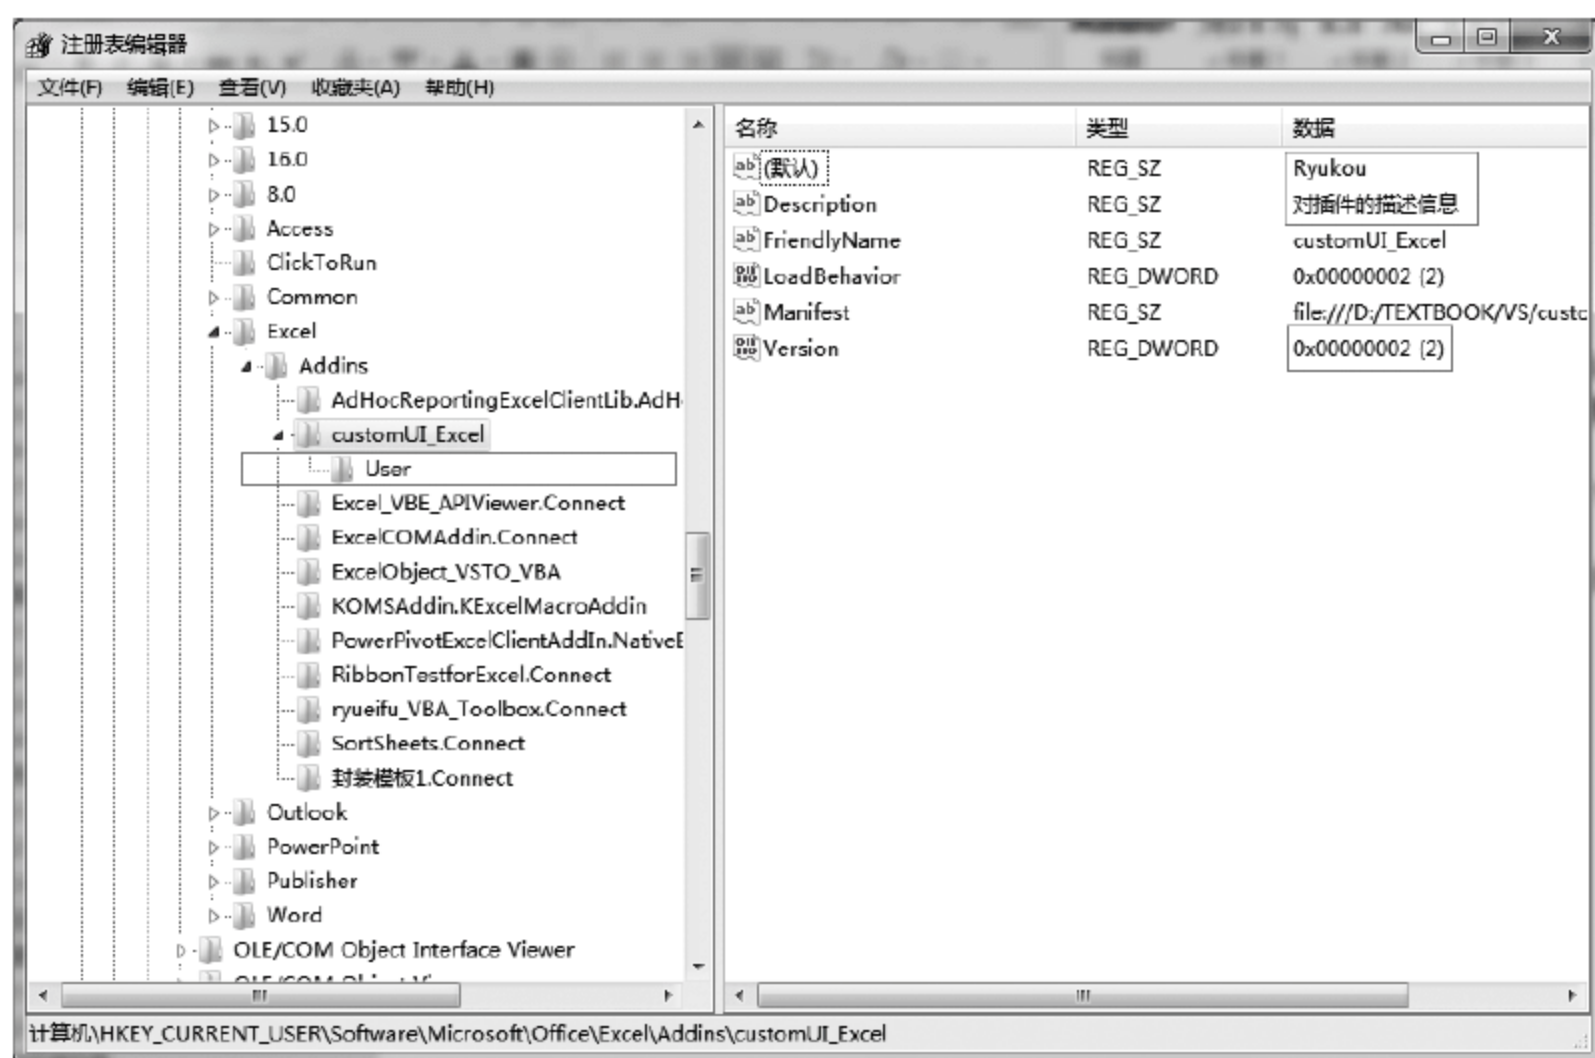 注册表编辑器
文件(F) 编辑(E) 查看(V) 收藏夹(A) 帮助(H)
15.0
16.0
8.0
Access
ClickToRun
Common
Excel
Addins
AdHocReportingExcelClientLib.AdH
customUI_Excel
User
Excel_VBE_APIViewer.Connect
ExcelCOMAddin.Connect
ExcelObject_VSTO_VBA
KOMSAddin.KExcelMacroAddin
PowerPivotExcelClientAddIn.NativeE
RibbonTestforExcel.Connect
ryueifu_VBA_Toolbox.Connect
SortSheets.Connect
封装模板1.Connect
Outlook
PowerPoint
Publisher
Word
OLE/COM Object Interface Viewer
名称 类型 数据
(默认) REG_SZ Ryukou
Description REG_SZ 对插件的描述信息
FriendlyName REG_SZ customUI_Excel
LoadBehavior REG_DWORD 0x00000002 (2)
Manifest REG_SZ file:///D:/TEXTBOOK/VS/custo
Version REG_DWORD 0x00000002 (2)
计算机\HKEY_CURRENT_USER\Software\Microsoft\Office\Excel\Addins\customUI_Excel